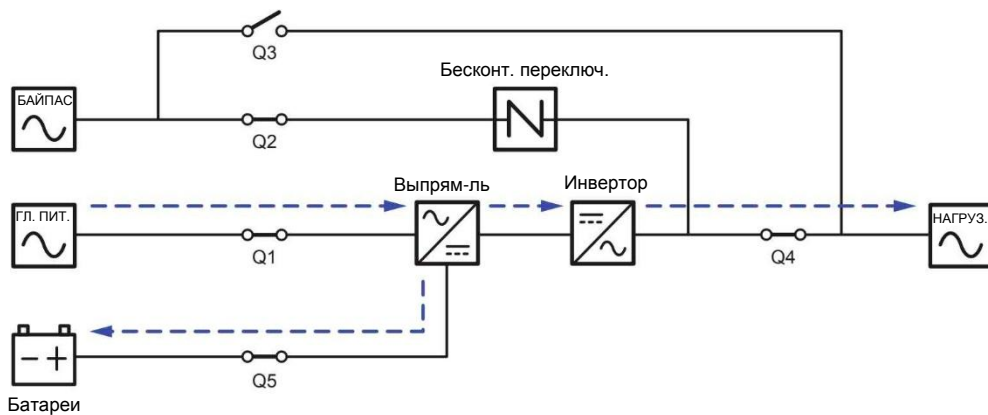 Q3
Бесконт. переключ.
БАЙПАС
Q2
Выпрям-ль
Инвертор
ГЛ. ПИТ.
НАГРУЗ.
Q1
Q4
Q5
Батареи